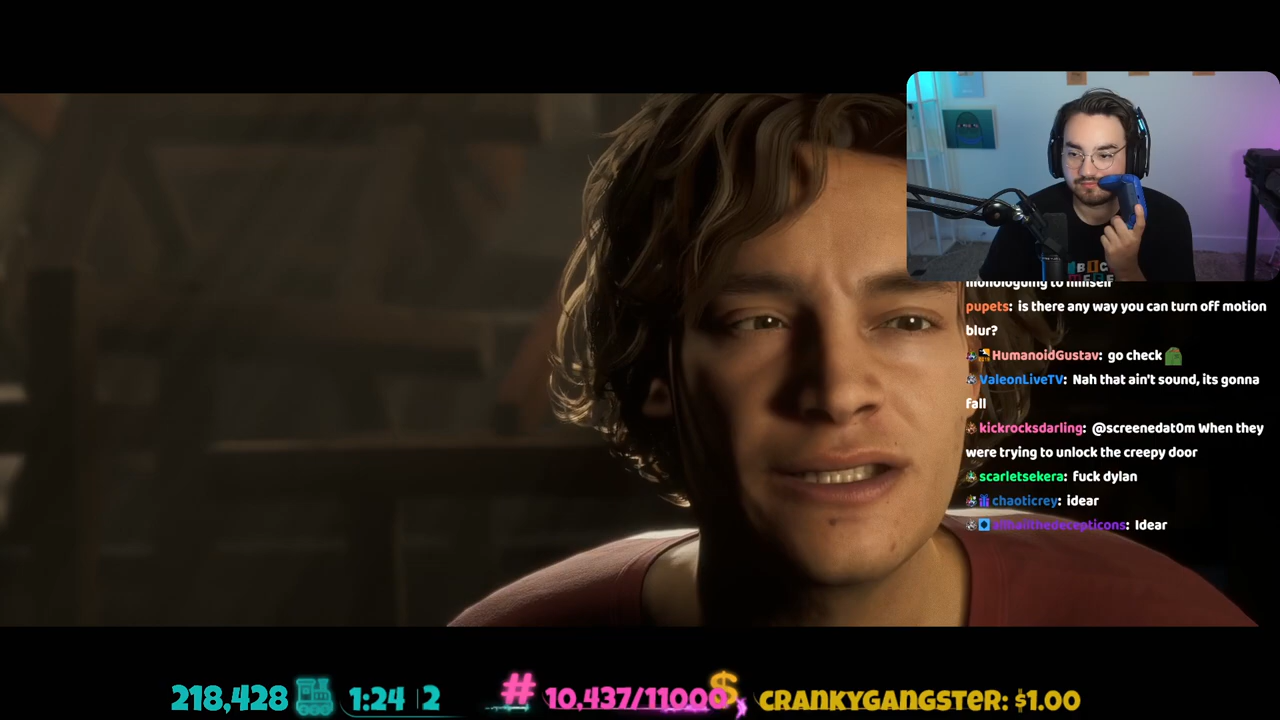 monologuing to himself
pupets: is there any way you can turn off motion
blur?
HumanoidGustav: go check
ValeonLiveTV: Nah that ain't sound, its gonna
fall
kickrocksdarling: @screenedat0m When they
were trying to unlock the creepy door
scarletsekera: fuck dylan
chaoticrey: idear
: Idear
218,428 1:24 2 # 10,437/11000 $ CRANKYGANGSTER: $1.00